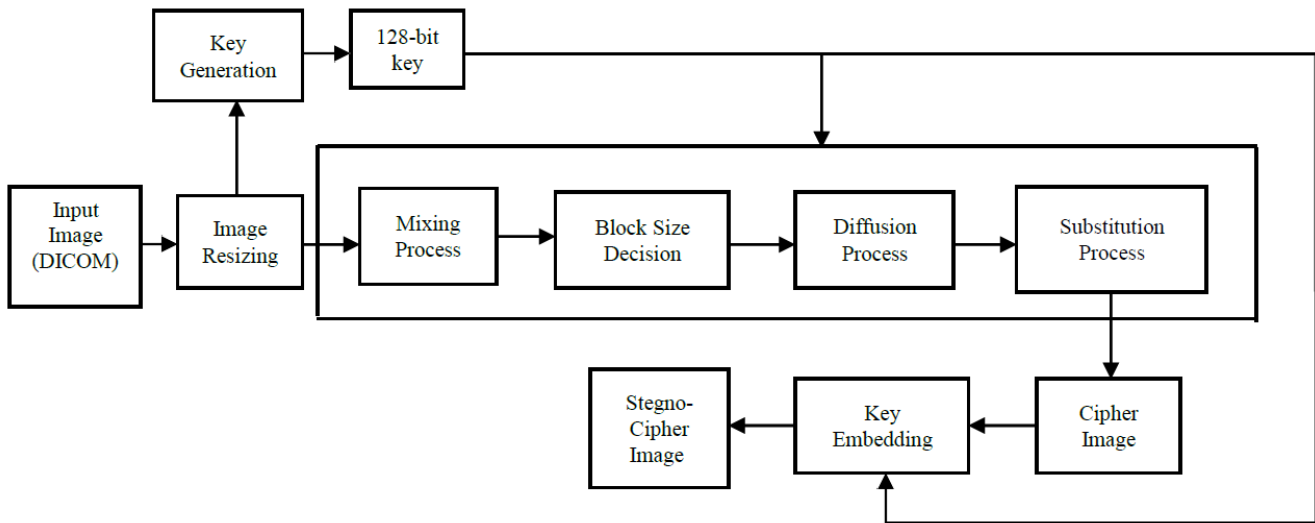 Key
Generation
128-bit
key
Input
Image
(DICOM)
Image
Resizing
Mixing
Process
Block Size
Decision
Diffusion
Process
Substitution
Process
Stegno-
Cipher
Image
Key
Embedding
Cipher
Image